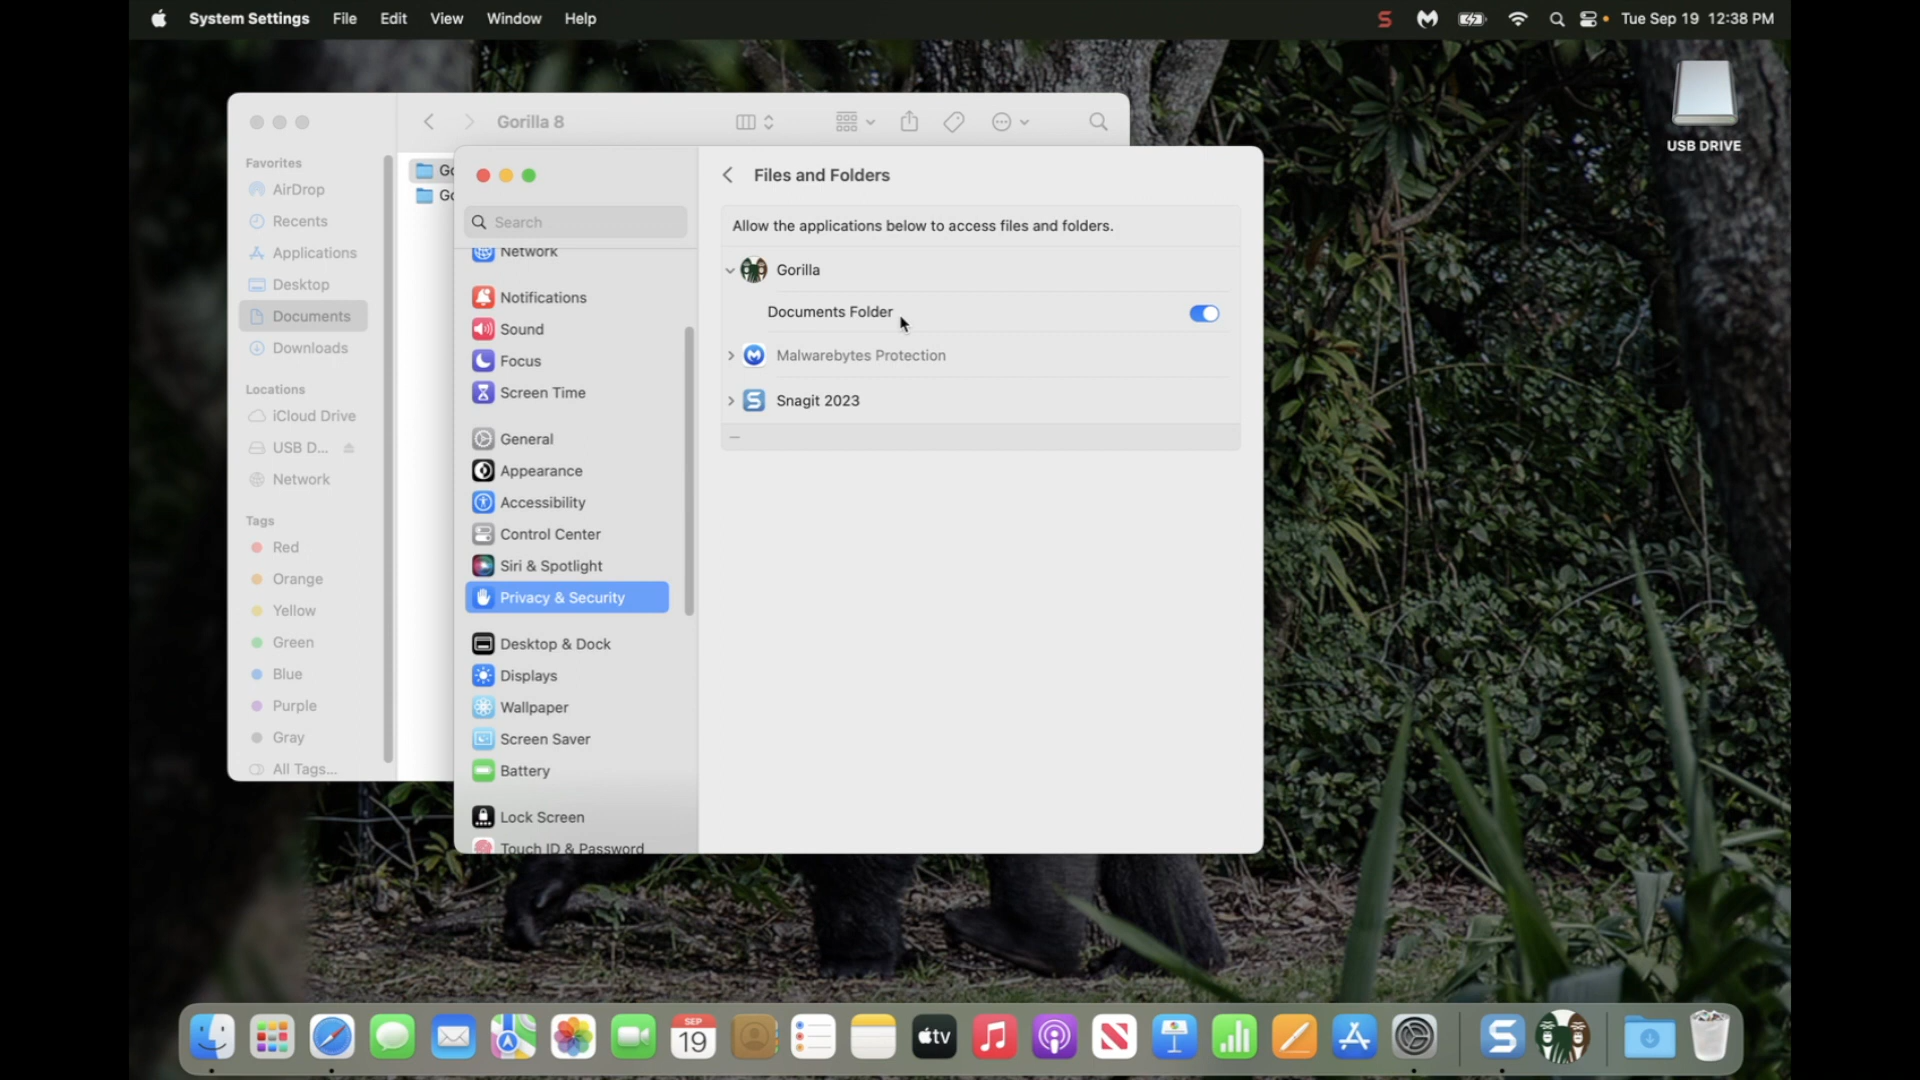 System Settings File Edit View Window Help
S Tue Sep 19 12:38 PM
USB DRIVE
Gorilla 8
Favorites
AirDrop
Recents
Applications
Desktop
Documents
Downloads
Locations
iCloud Drive
USB D...
Network
Tags
Red
Orange
Yellow
Green
Blue
Purple
Gray
All Tags...
Go
Go
Search
Network
Notifications
Sound
Focus
Screen Time
General
Appearance
Accessibility
Control Center
Siri & Spotlight
Privacy & Security
Desktop & Dock
Displays
Wallpaper
Screen Saver
Battery
Lock Screen
Touch ID & Password
Files and Folders
Allow the applications below to access files and folders.
Gorilla
Documents Folder
Malwarebytes Protection
S Snagit 2023
SEP
19
tv
S